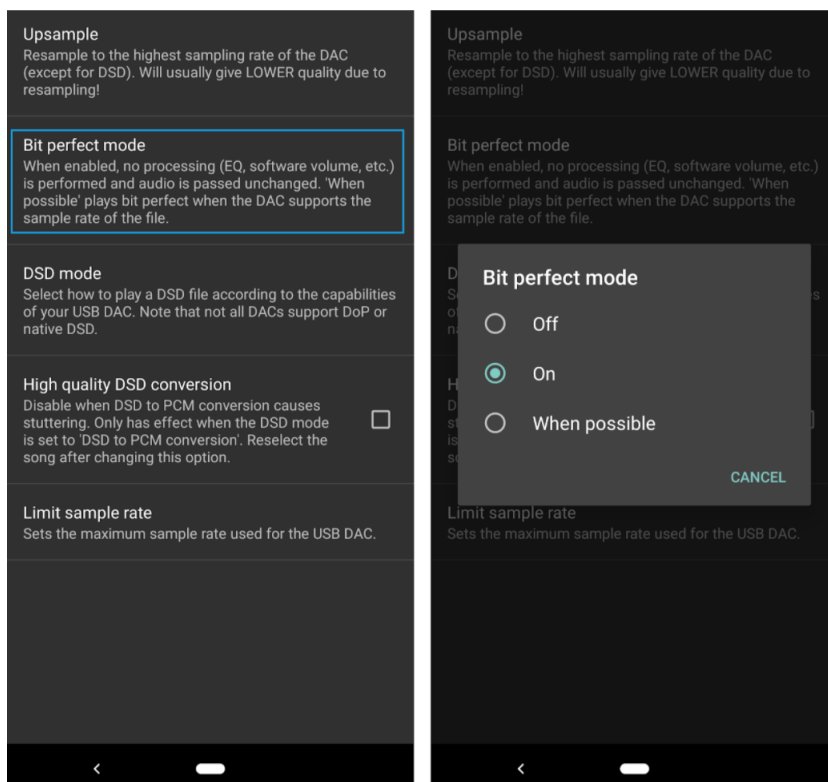 Upsample
Resample to the highest sampling rate of the DAC
(except for DSD). Will usually give LOWER quality due to
resampling!
Bit perfect mode
When enabled, no processing (EQ, software volume, etc.)
is performed and audio is passed unchanged. 'When
possible' plays bit perfect when the DAC supports the
sample rate of the file.
DSD mode
Select how to play a DSD file according to the capabilities
of your USB DAC. Note that not all DACs support DoP or
native DSD.
High quality DSD conversion
Disable when DSD to PCM conversion causes
stuttering. Only has effect when the DSD mode
is set to 'DSD to PCM conversion'. Reselect the
song after changing this option.
Limit sample rate
Sets the maximum sample rate used for the USB DAC.
Upsample
Resample to the highest sampling rate of the DAC
(except for DSD). Will usually give LOWER quality due to
resampling!
Bit perfect mode
When enabled, no processing (EQ, software volume, etc.)
is performed and audio is passed unchanged. 'When
possible' plays bit perfect when the DAC supports the
sample rate of the file.
Bit perfect mode
Off
On
When possible
CANCEL
Limit sample rate
Sets the maximum sample rate used for the USB DAC.